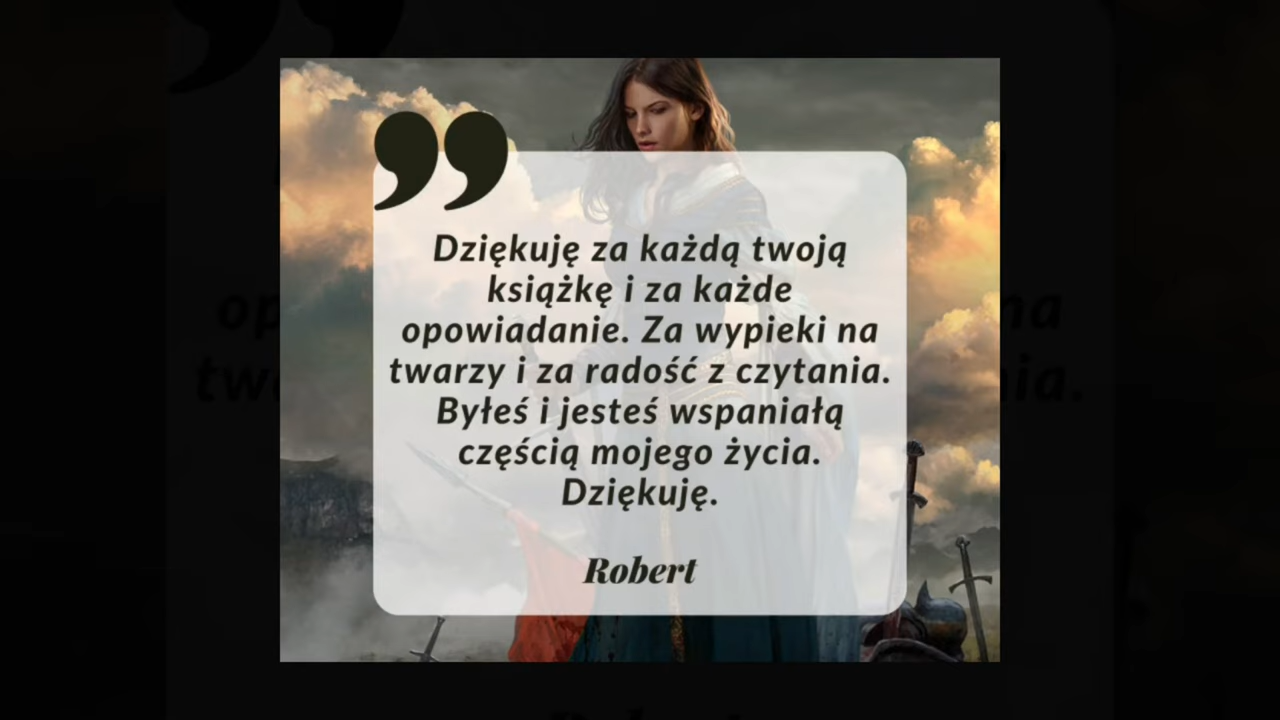 Dziękuję za każdą twoją
książkę i za każde
opowiadanie. Za wypieki na
twarzy i za radość z czytania.
Byłeś i jesteś wspaniałą
częścią mojego życia.
Dziękuję.
Robert